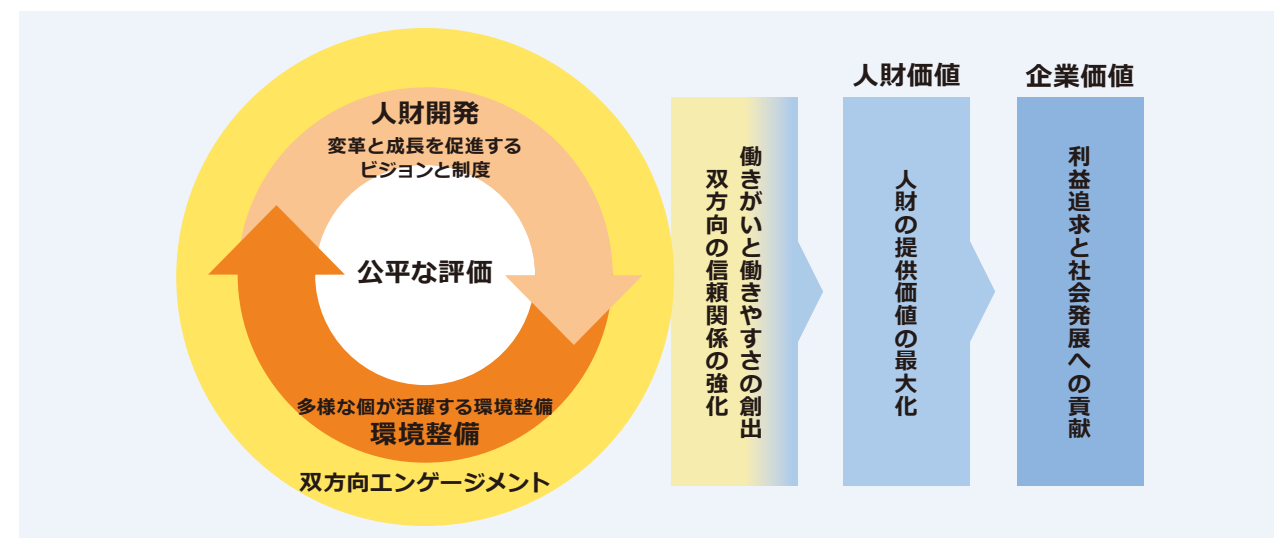 人財開発
変革と成長を促進する
ビジョンと制度
公平な評価
多様な個が活躍する環境整備
環境整備
双方向エンゲージメント
働きがいと働きやすさの創出
双方向の信頼関係の強化
人財価値
人財の提供価値の最大化
企業価値
利益追求と社会発展への貢献